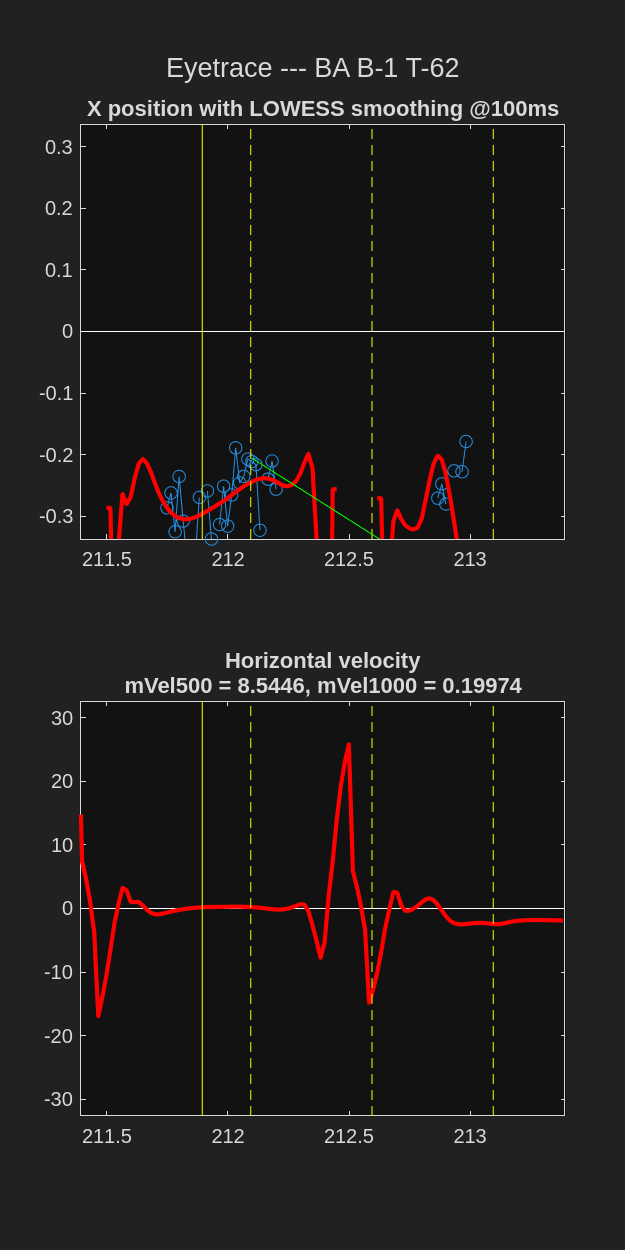 Eyetrace --- BA B-1 T-62
X position with LOWESS smoothing @100ms
0.3
0.2
0.1
0
-0.1
-0.2
-0.3
211.5 212 212.5 213
Horizontal velocity
mVel500 = 8.5446, mVel1000 = 0.19974
30
20
10
0
-10
-20
-30
211.5 212 212.5 213